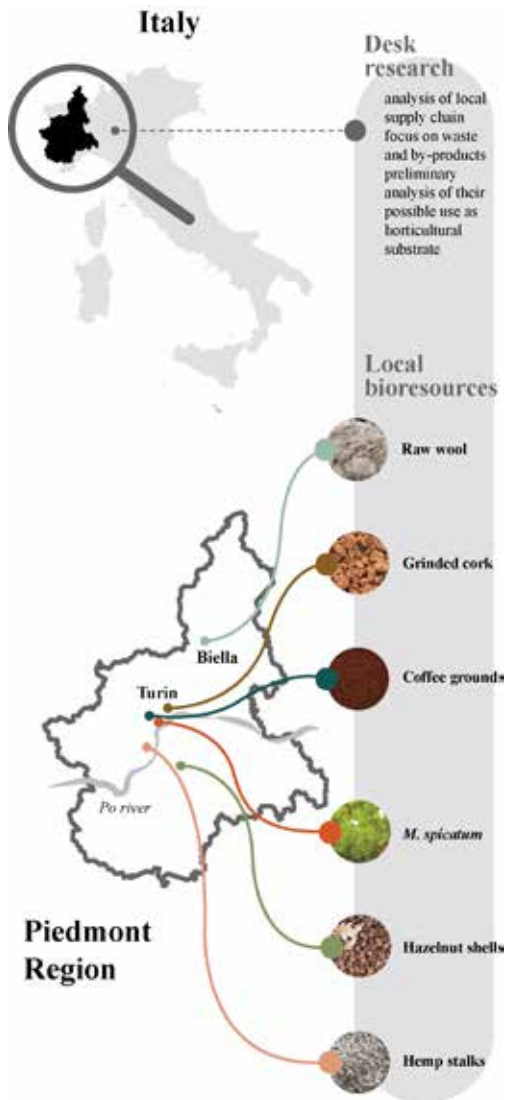 Italy
Desk
research
analysis of local
supply chain
focus on waste
and by-products
preliminary
analysis of their
possible use as
horticultural
substrate
Local
bioresources
Raw wool
Grinded cork
Biella
Coffee grounds
Turin
Po river
M. spicatum
Piedmont
Region
Hazelnut shells
Hemp stalks